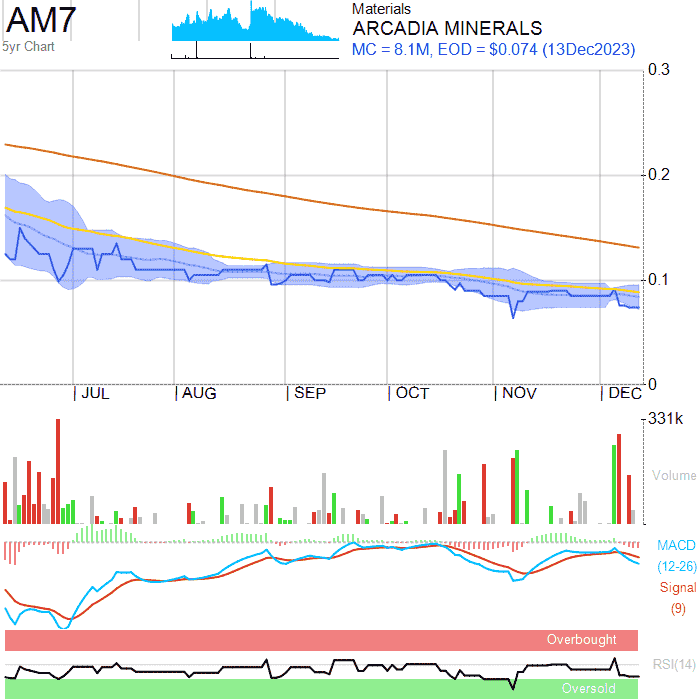 AM7
5yr Chart
Materials
ARCADIA MINERALS
MC = 8.1M, EOD = $0.074 (13Dec2023)
0.3
0.2
0.1
0
| JUL | AUG | SEP | OCT | NOV | DEC
331k
Volume
MACD
(12-26)
Signal
(9)
Overbought
RSI(14)
Oversold